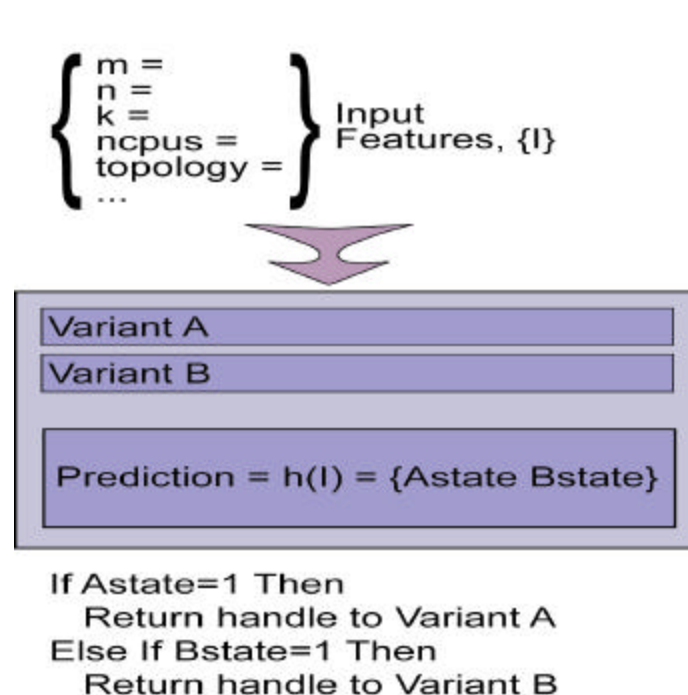 m =
n =
k =
ncpus =
topology =
...
Input
Features, {I}
Variant A
Variant B
Prediction = h(I) = {Astate Bstate}
If Astate=1 Then
Return handle to Variant A
Else If Bstate=1 Then
Return handle to Variant B